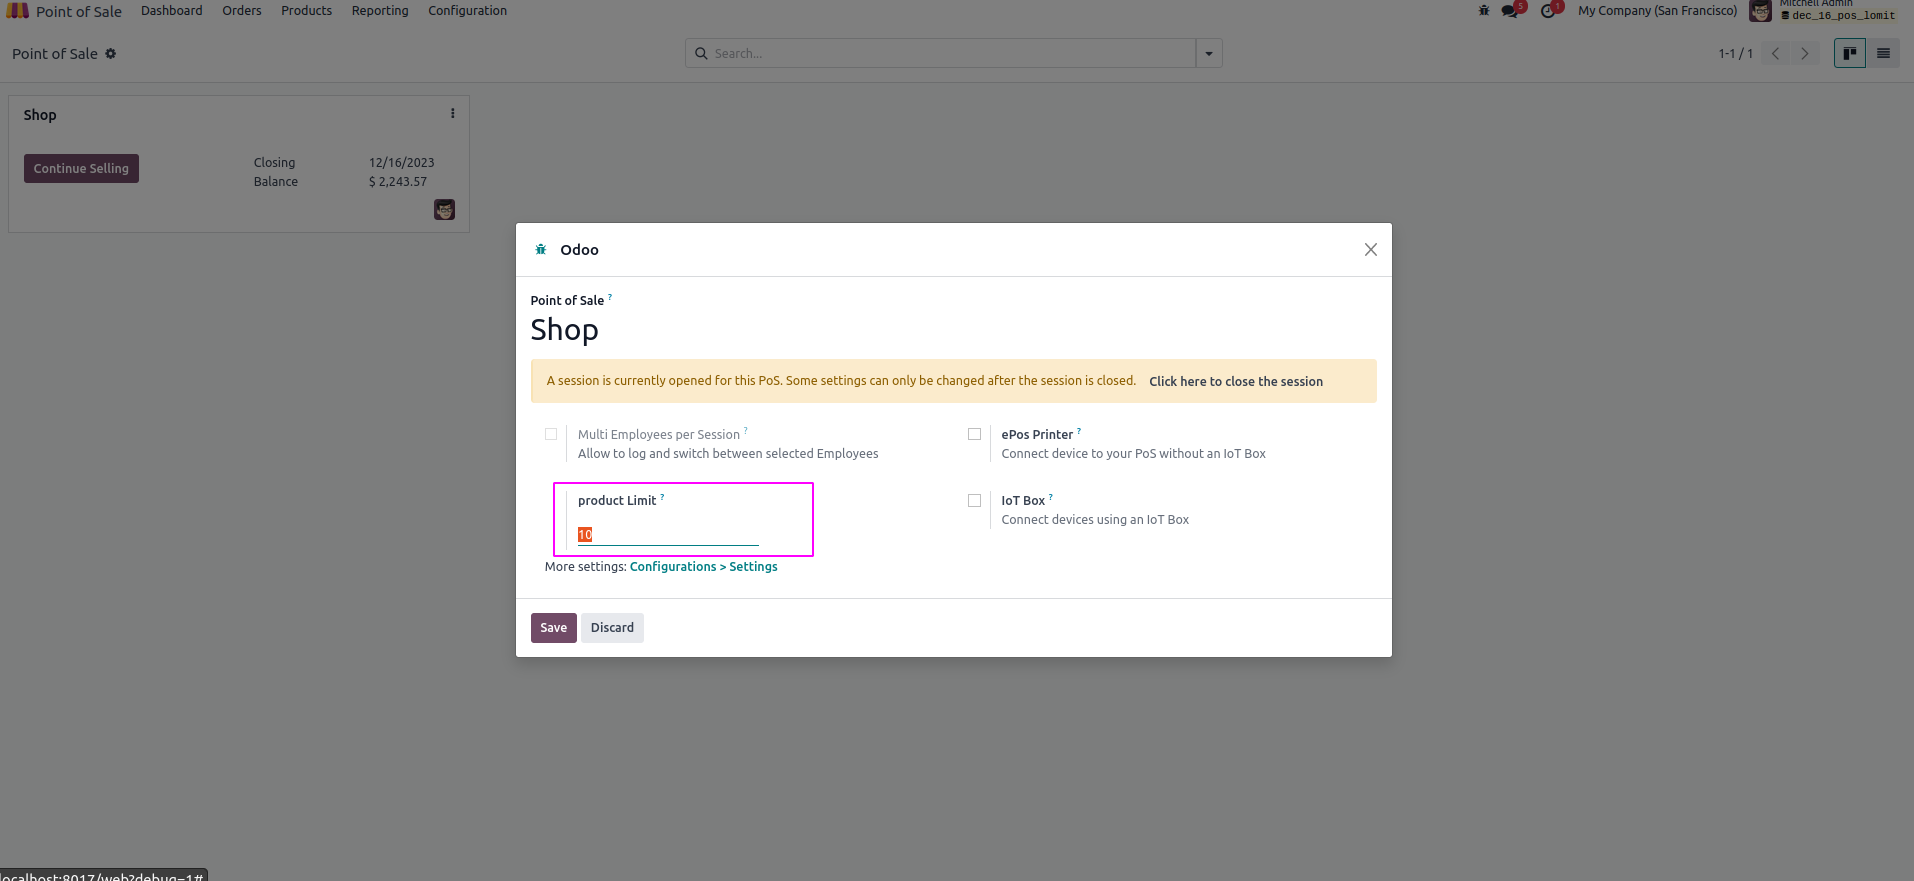 Point of Sale Dashboard Orders Products Reporting Configuration 5 1 My Company (San Francisco) Mitchell Admin
dec_16_pos_lomit
Point of Sale Search... 1-1 / 1
Shop
Continue Selling Closing 12/16/2023
Balance $ 2,243.57
Odoo
Point of Sale ?
Shop
A session is currently opened for this PoS. Some settings can only be changed after the session is closed. Click here to close the session
Multi Employees per Session ?
Allow to log and switch between selected Employees
ePos Printer ?
Connect device to your PoS without an IoT Box
product Limit ?
10
IoT Box ?
Connect devices using an IoT Box
More settings: Configurations > Settings
Save Discard
localhost:8017/web?debug=1#